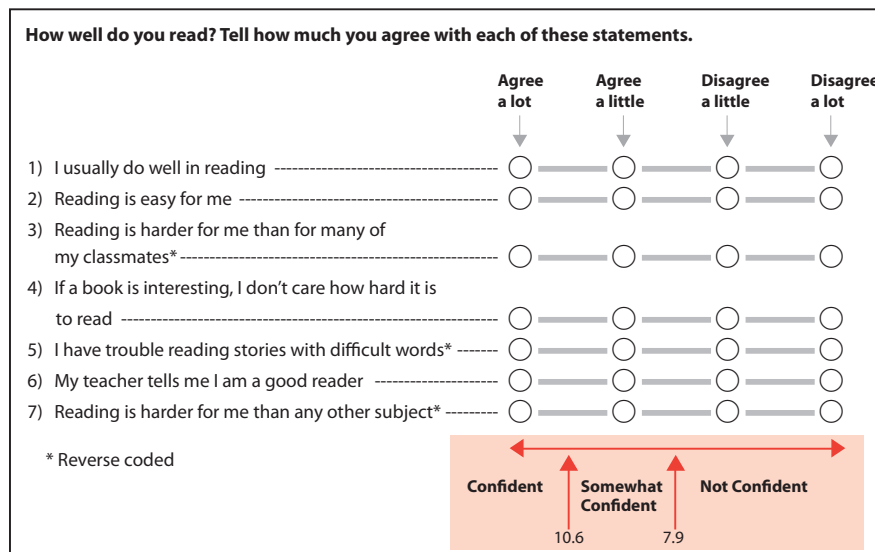 How well do you read? Tell how much you agree with each of these statements.
Agree a lot
Agree a little
Disagree a little
Disagree a lot
1) I usually do well in reading
2) Reading is easy for me
3) Reading is harder for me than for many of
my classmates*
4) If a book is interesting, I don't care how hard it is
to read
5) I have trouble reading stories with difficult words*
6) My teacher tells me I am a good reader
7) Reading is harder for me than any other subject*
* Reverse coded
Confident
Somewhat
Confident
Not Confident
10.6
7.9